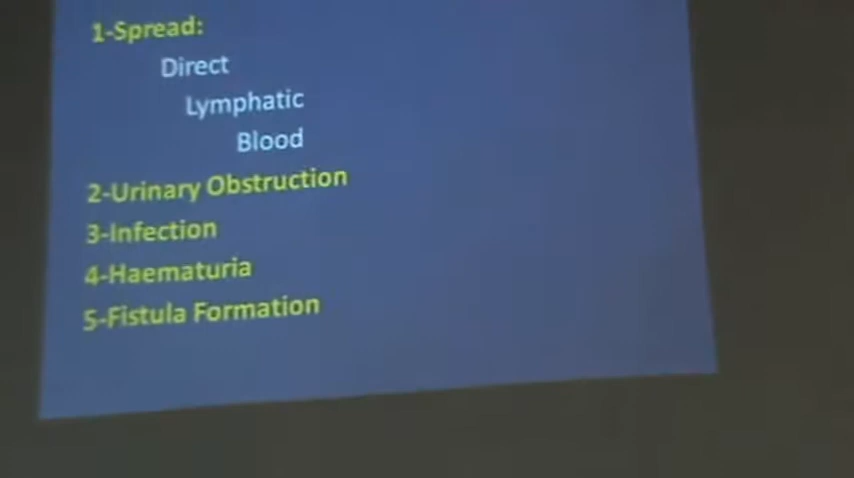 1-Spread:
Direct
Lymphatic
Blood
2-Urinary Obstruction
3-Infection
4-Haematuria
5-Fistula Formation